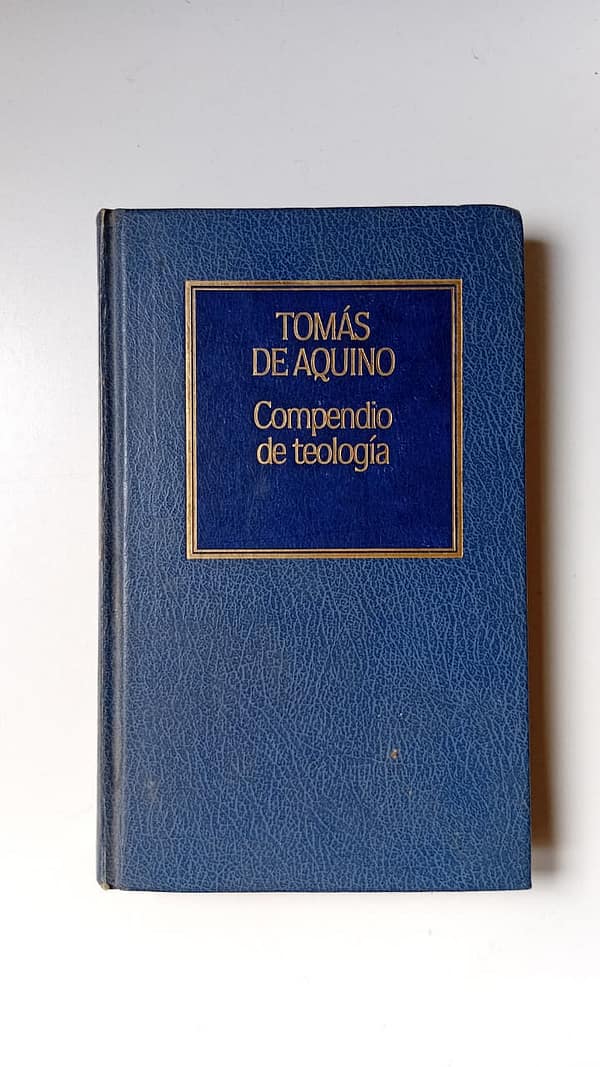 TOMÁS
DE AQUINO
Compendio
de teología